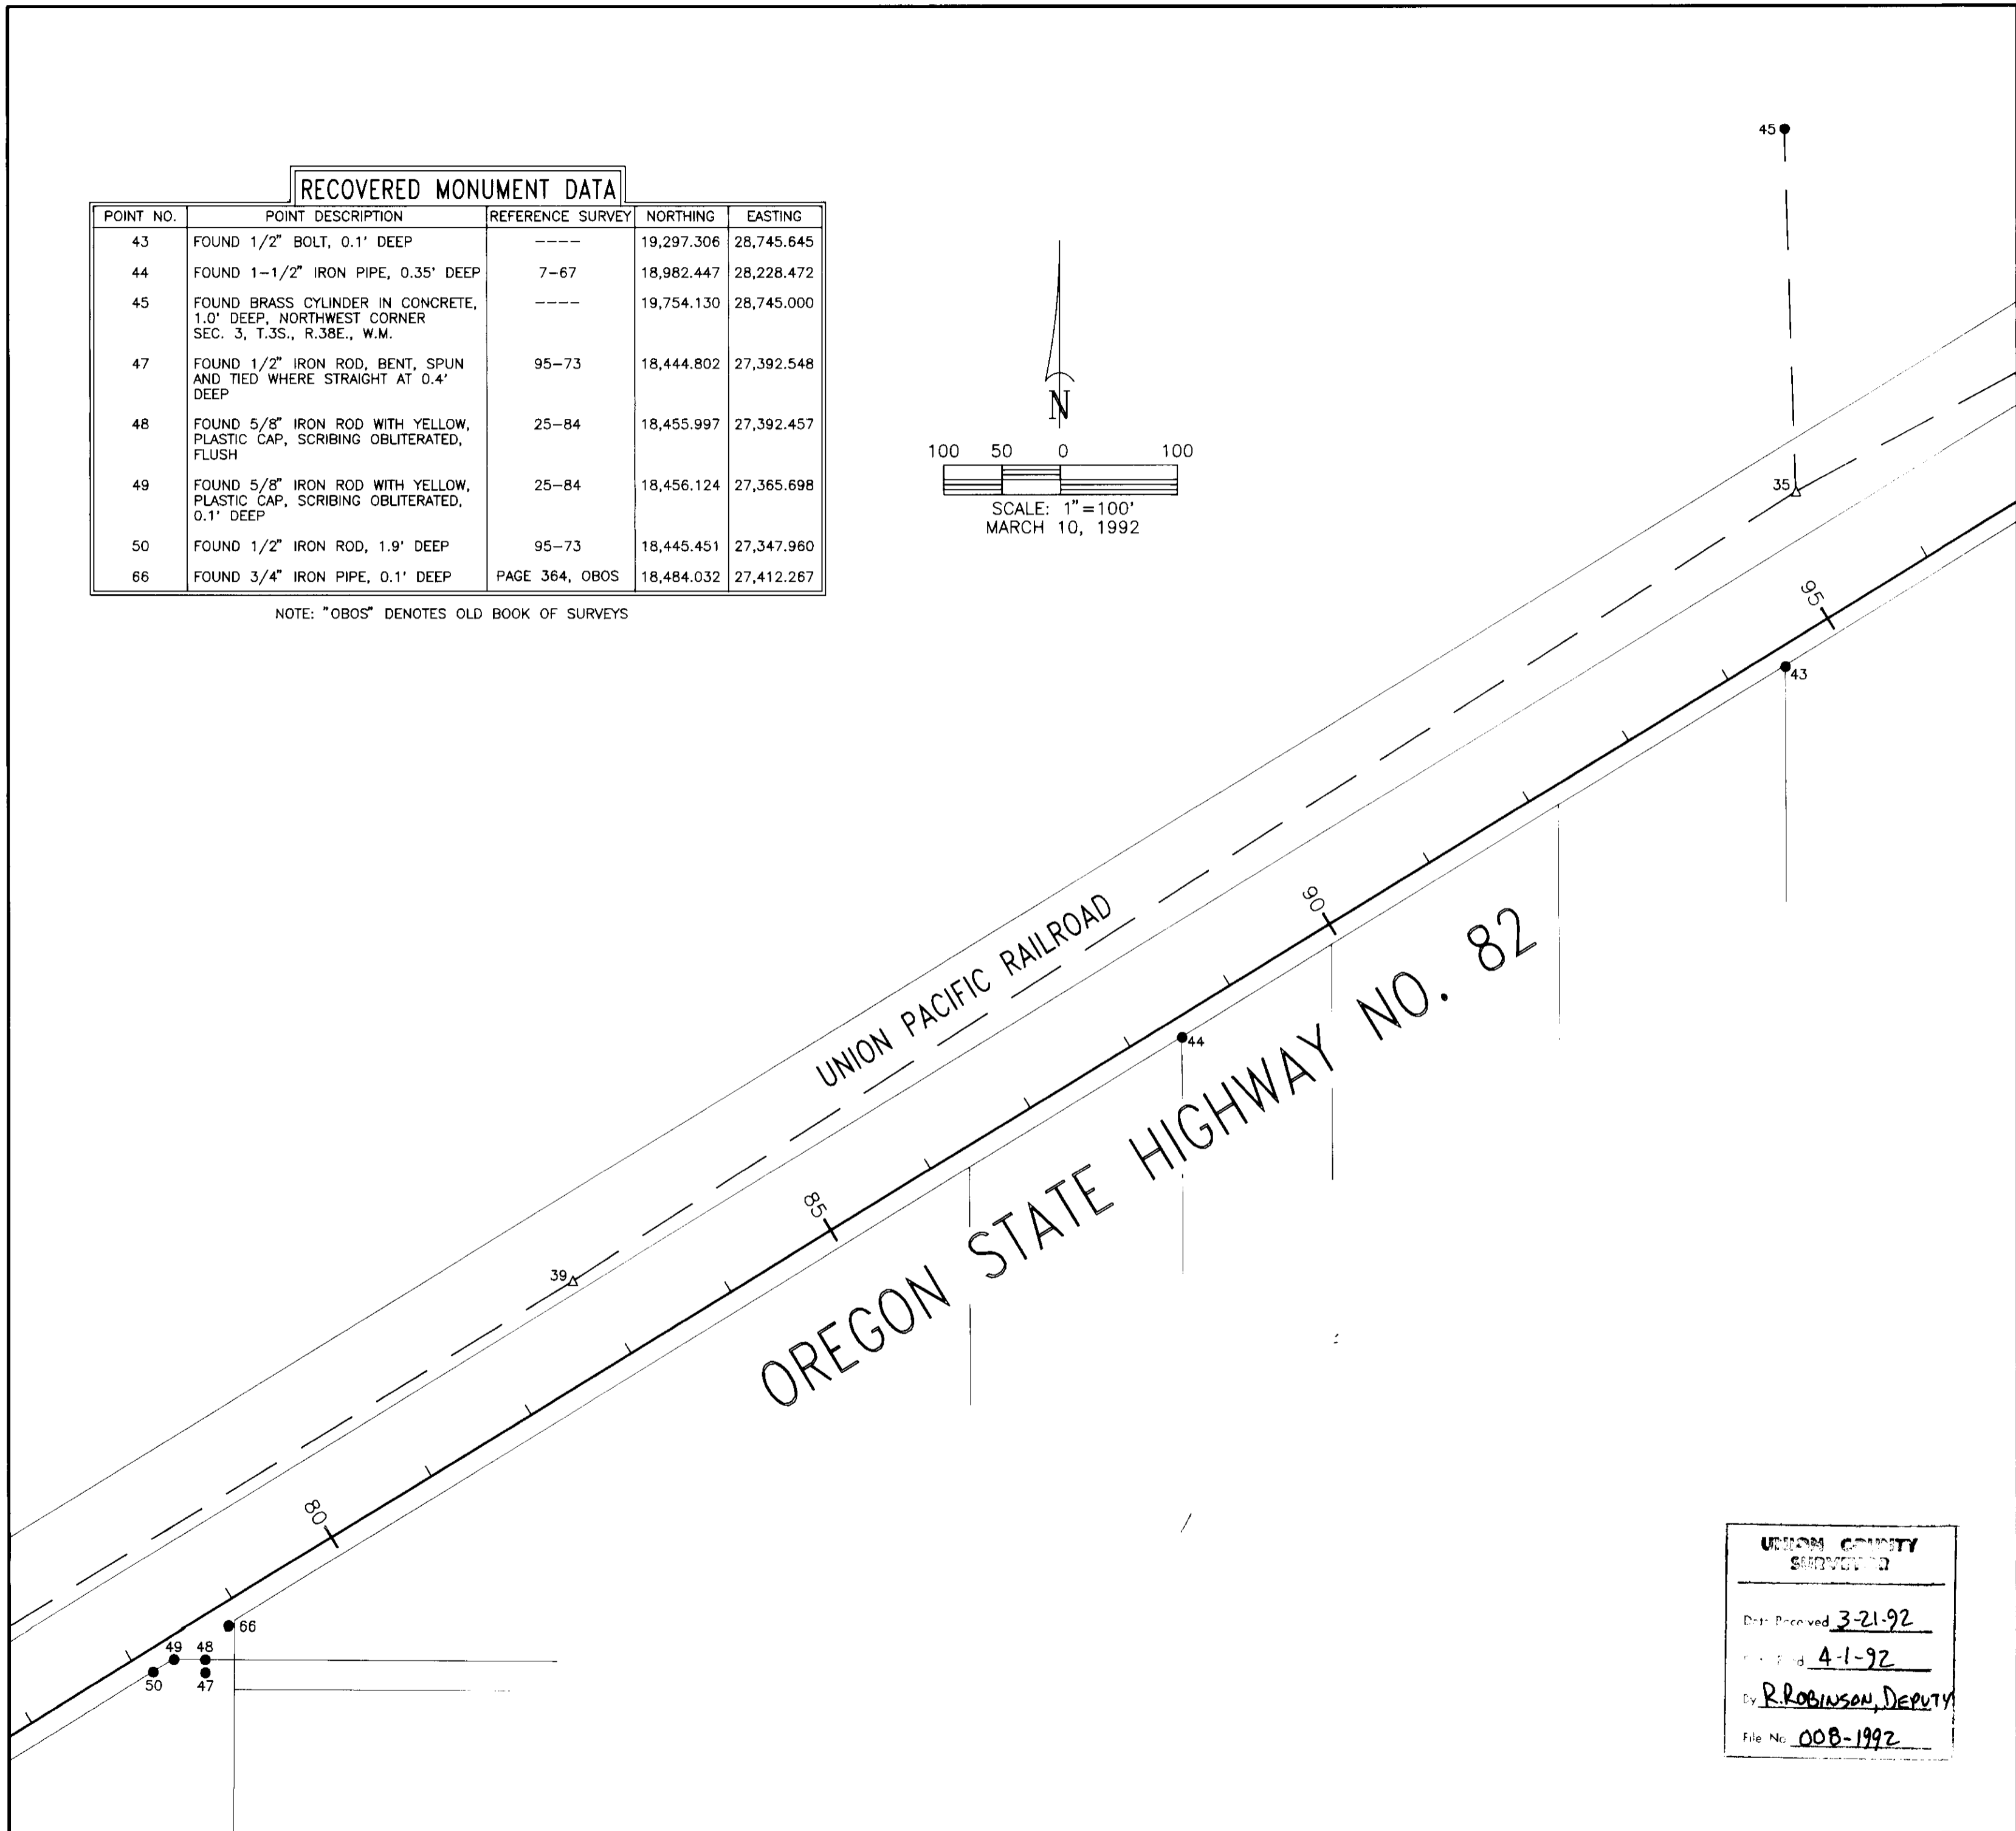 RECOVERED MONUMENT DATA
POINT NO. POINT DESCRIPTION REFERENCE SURVEY NORTHING EASTING
43 FOUND 1/2" BOLT, 0.1' DEEP ---- 19,297.306 28,745.645
44 FOUND 1-1/2" IRON PIPE, 0.35' DEEP 7-67 18,982.447 28,228.472
45 FOUND BRASS CYLINDER IN CONCRETE, ---- 19,754.130 28,745.000
1.0' DEEP, NORTHWEST CORNER
SEC. 3, T.3S., R.38E., W.M.
47 FOUND 1/2" IRON ROD, BENT, SPUN 95-73 18,444.802 27,392.548
AND TIED WHERE STRAIGHT AT 0.4'
DEEP
48 FOUND 5/8" IRON ROD WITH YELLOW, 25-84 18,455.997 27,392.457
PLASTIC CAP, SCRIBING OBLITERATED,
FLUSH
49 FOUND 5/8" IRON ROD WITH YELLOW, 25-84 18,456.124 27,365.698
PLASTIC CAP, SCRIBING OBLITERATED,
0.1' DEEP
50 FOUND 1/2" IRON ROD, 1.9' DEEP 95-73 18,445.451 27,347.960
66 FOUND 3/4" IRON PIPE, 0.1' DEEP PAGE 364, OBOS 18,484.032 27,412.267
NOTE: "OBOS" DENOTES OLD BOOK OF SURVEYS
N
100 50 0 100
SCALE: 1"=100'
MARCH 10, 1992
45
35
95
43
90
UNION PACIFIC RAILROAD
44
OREGON STATE HIGHWAY NO. 82
85
39
80
66
49 48
50 47
UNION COUNTY
SURVEYOR
Date Received 3-21-92
4-1-92
By R. ROBINSON, DEPUTY
File No 008-1992